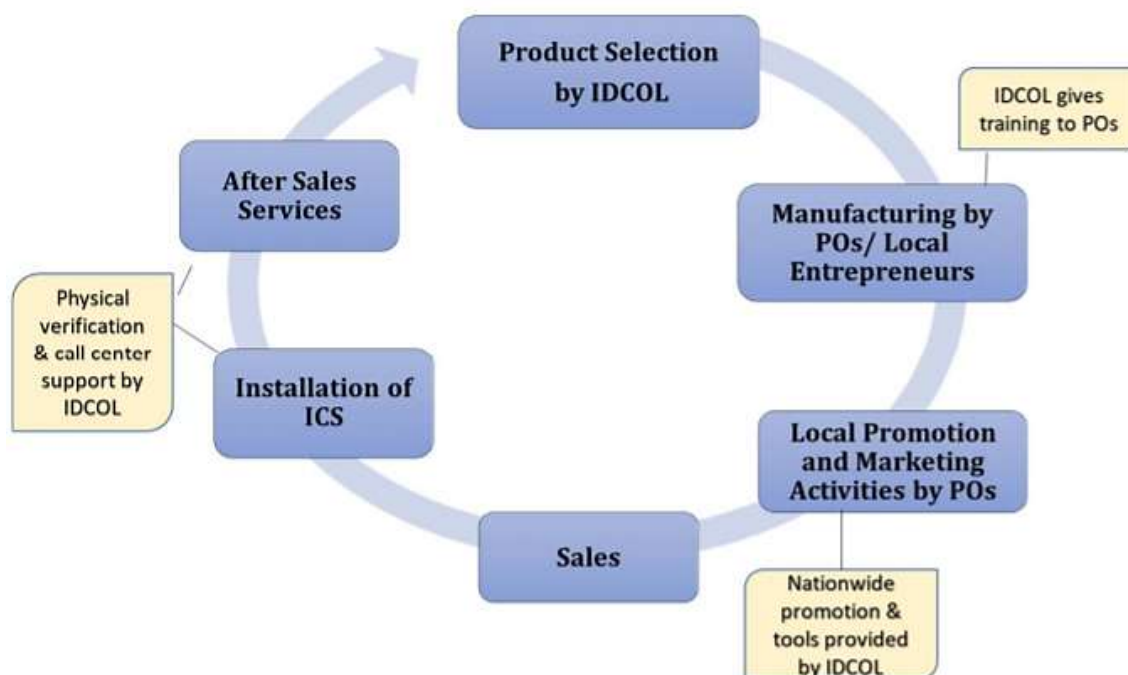 Product Selection
by IDCOL
IDCOL gives
training to POs
Manufacturing by
POs/ Local
Entrepreneurs
Local Promotion
and Marketing
Activities by POs
Nationwide
promotion &
tools provided
by IDCOL
Sales
Installation of
ICS
Physical
verification
& call center
support by
IDCOL
After Sales
Services